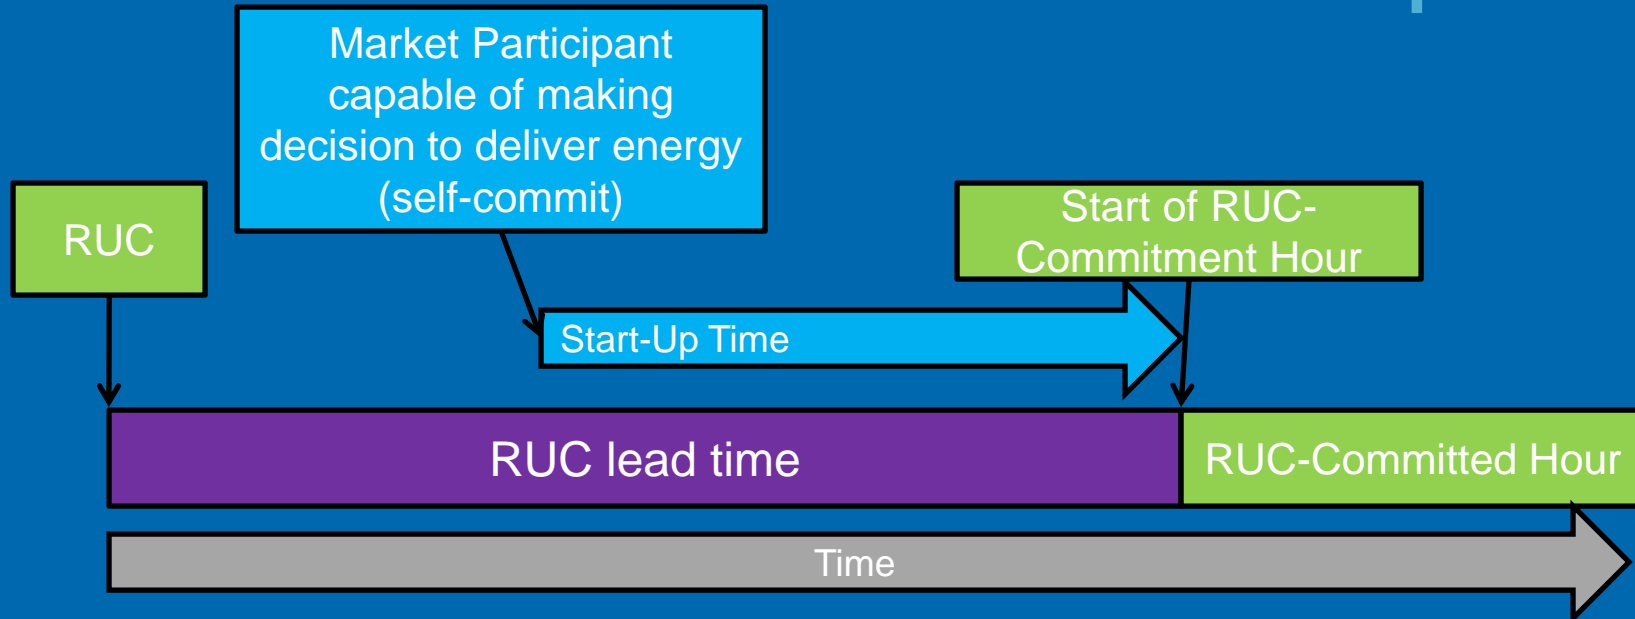 Market Participant
capable of making
decision to deliver energy
(self-commit)
RUC
Start of RUC-
Commitment Hour
Start-Up Time
RUC lead time
RUC-Committed Hour
Time